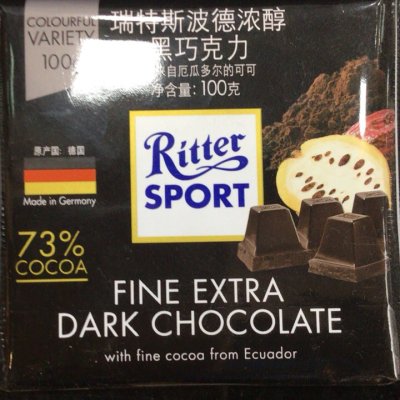 COLOURFUL
VARIETY
瑞特斯波德浓醇
黑巧克力
来自厄瓜多尔的可可
净含量：100克
原产国：德国
Made in Germany
Ritter
SPORT
73%
COCOA
FINE EXTRA
DARK CHOCOLATE
with fine cocoa from Ecuador